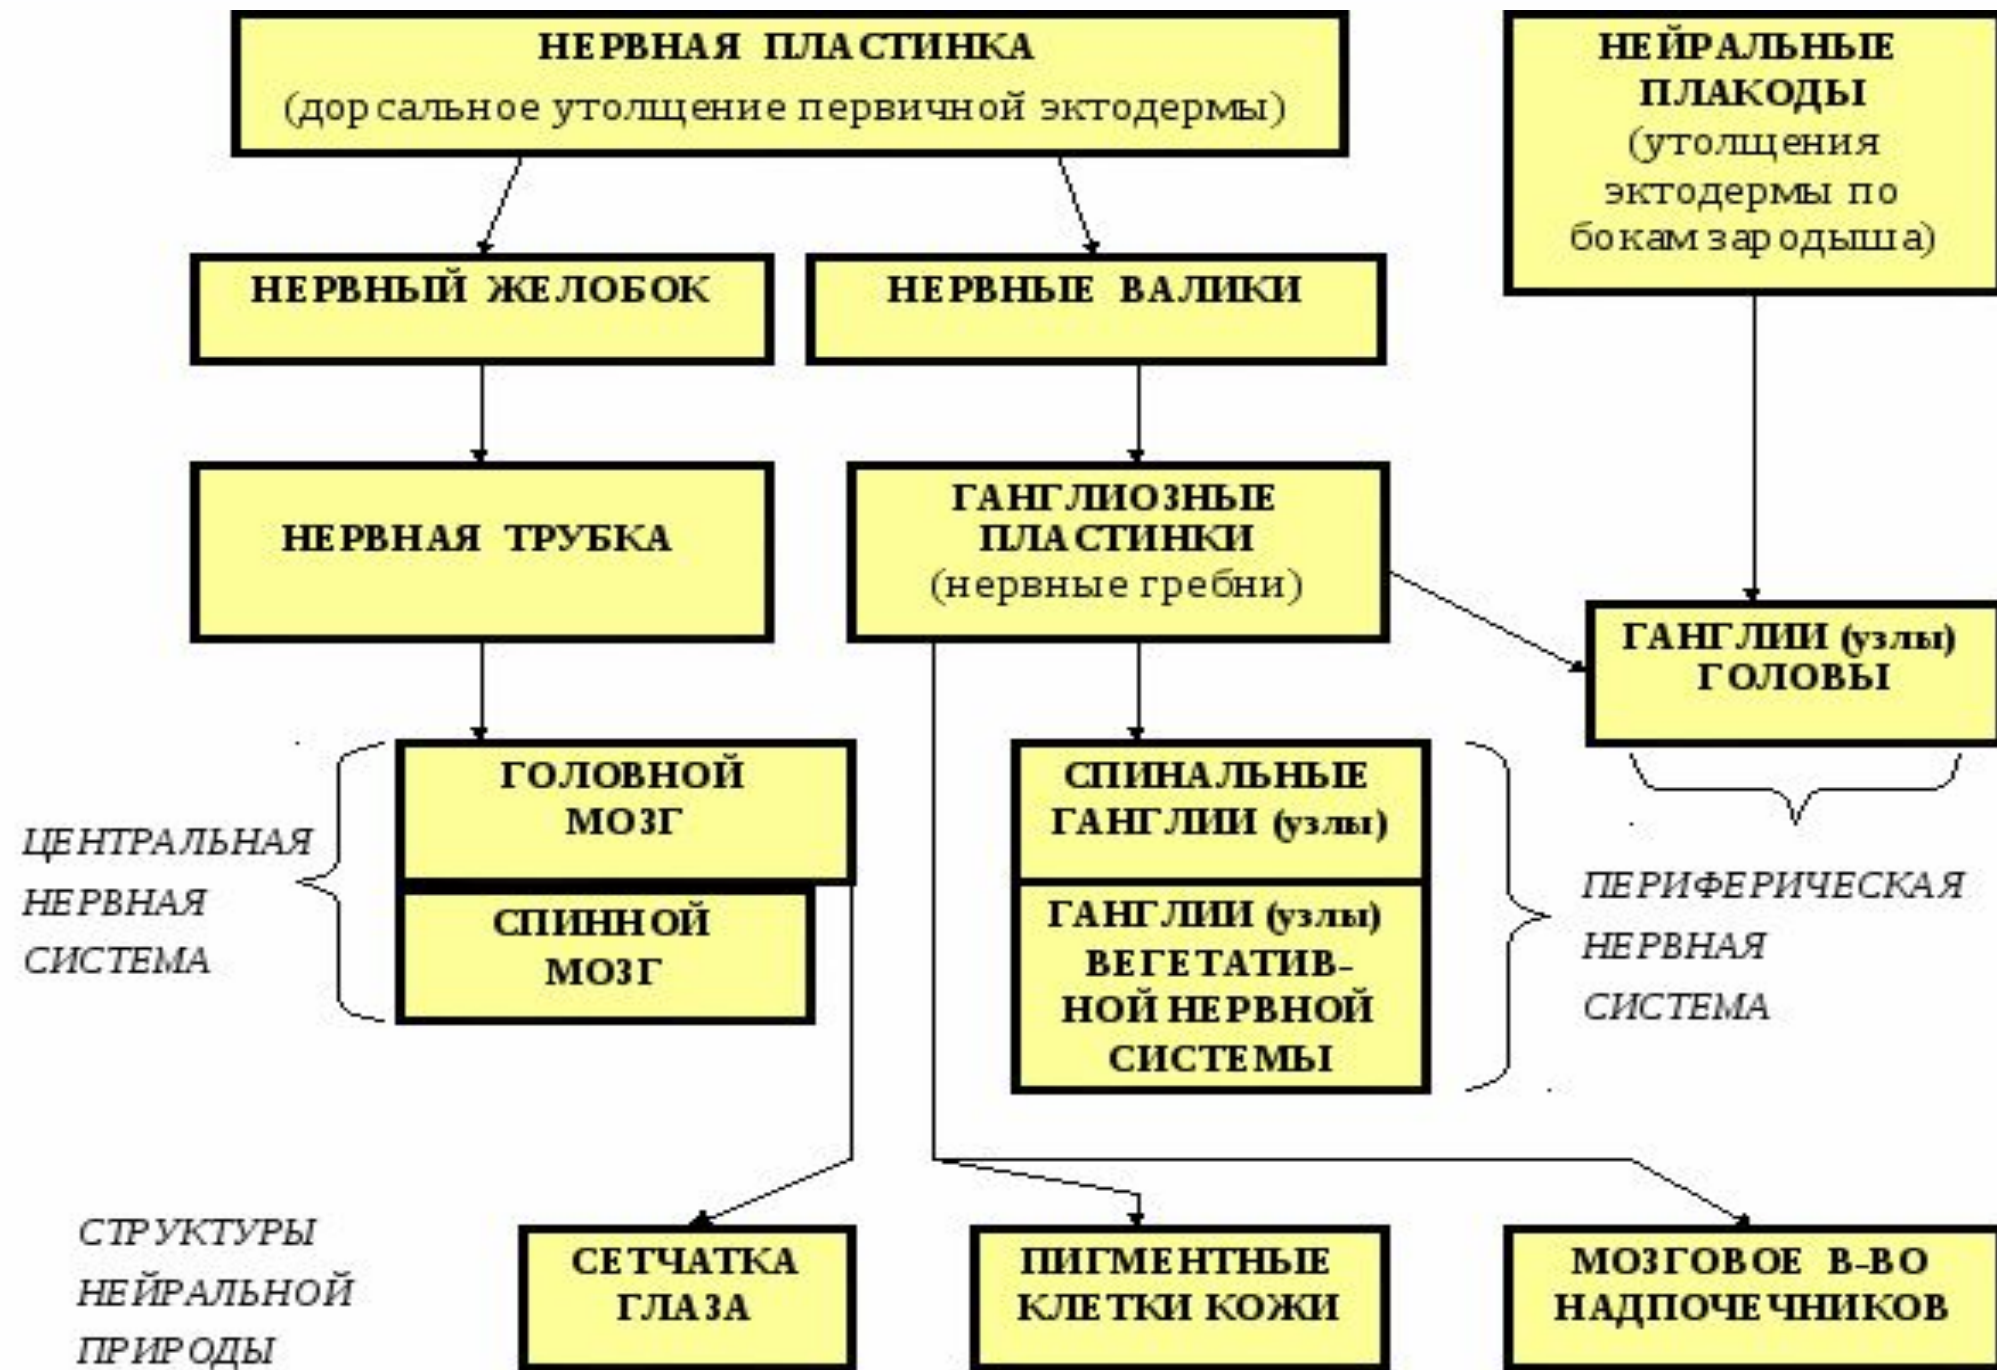 НЕРВНАЯ ПЛАСТИНКА
(дорсальное утолщение первичной эктодермы)
НЕЙРАЛЬНЫЕ
ПЛАКОДЫ
(утолщения
эктодермы по
бокам зародыша)
НЕРВНЫЙ ЖЕЛОБОК
НЕРВНЫЕ ВАЛИКИ
НЕРВНАЯ ТРУБКА
ГАНГЛИОЗНЫЕ
ПЛАСТИНКИ
(нервные гребни)
ГАНГЛИИ (узлы)
ГОЛОВЫ
ЦЕНТРАЛЬНАЯ
НЕРВНАЯ
СИСТЕМА
ГОЛОВНОЙ
МОЗГ
СПИННОЙ
МОЗГ
СПИНАЛЬНЫЕ
ГАНГЛИИ (узлы)
ГАНГЛИИ (узлы)
ВЕГЕТАТИВ-
НОЙ НЕРВНОЙ
СИСТЕМЫ
ПЕРИФЕРИЧЕСКАЯ
НЕРВНАЯ
СИСТЕМА
СТРУКТУРЫ
НЕЙРАЛЬНОЙ
ПРИРОДЫ
СЕТЧАТКА
ГЛАЗА
ПИГМЕНТНЫЕ
КЛЕТКИ КОЖИ
МОЗГОВОЕ В-ВО
НАДПОЧЕЧНИКОВ